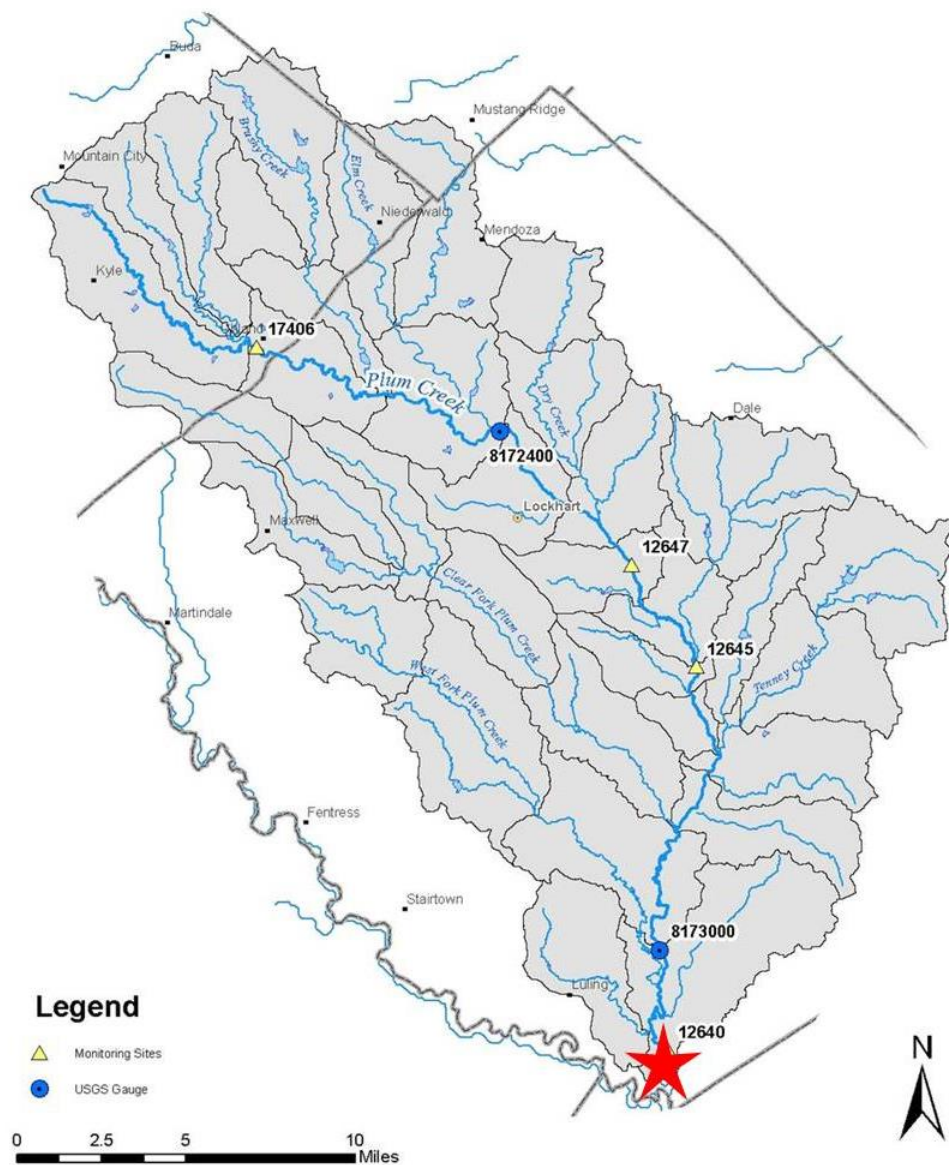 Buda
Mustang Ridge
Brushy Creek
Mountain City
Elm Creek
Niederwald
Mendoza
Kyle
17406
Plum Creek
Dry Creek
Dale
8172400
Lockhart
Maxwell
12647
Clear Fork Plum Creek
Martindale
12645
Tenney Creek
West Fork Plum Creek
Fentress
Stairtown
8173000
Luling
12640
Legend
Monitoring Sites
USGS Gauge
N
0 2.5 5 10
Miles